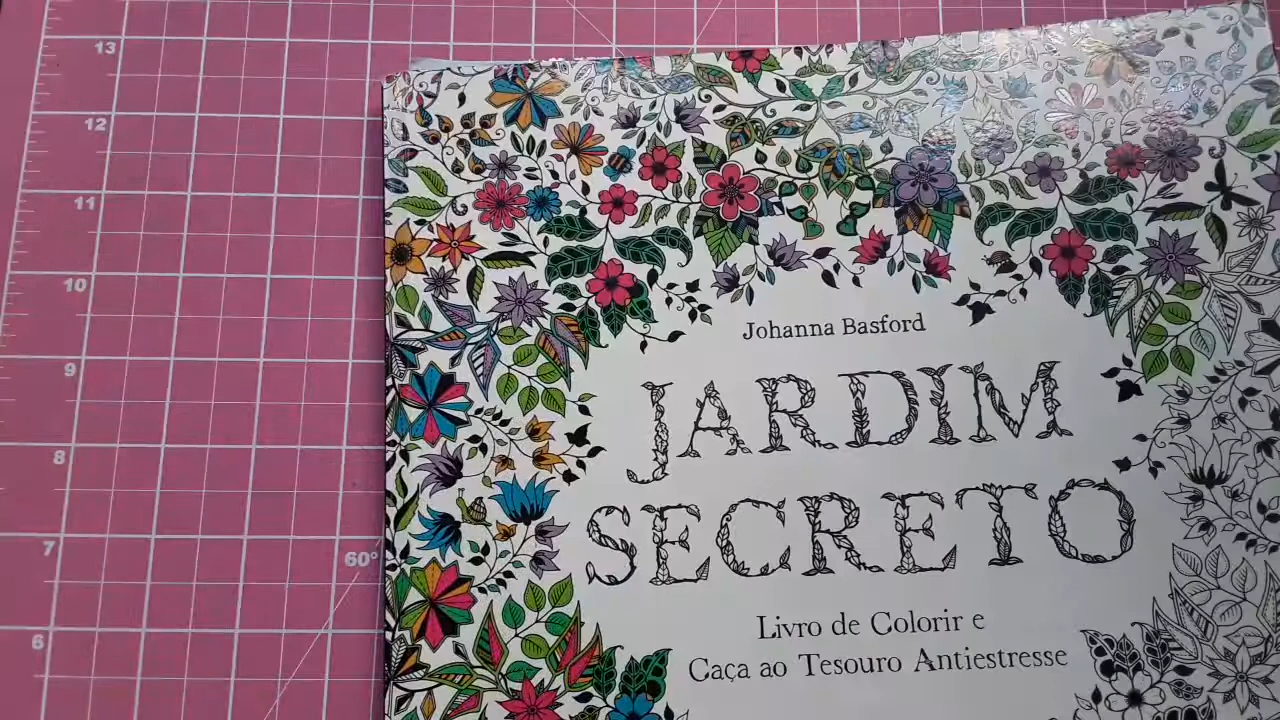 13
12
11
10
9
8
7
60°
6
Johanna Basford
JARDIM
SECRETO
Livro de Colorir e
Caça ao Tesouro Antiestresse